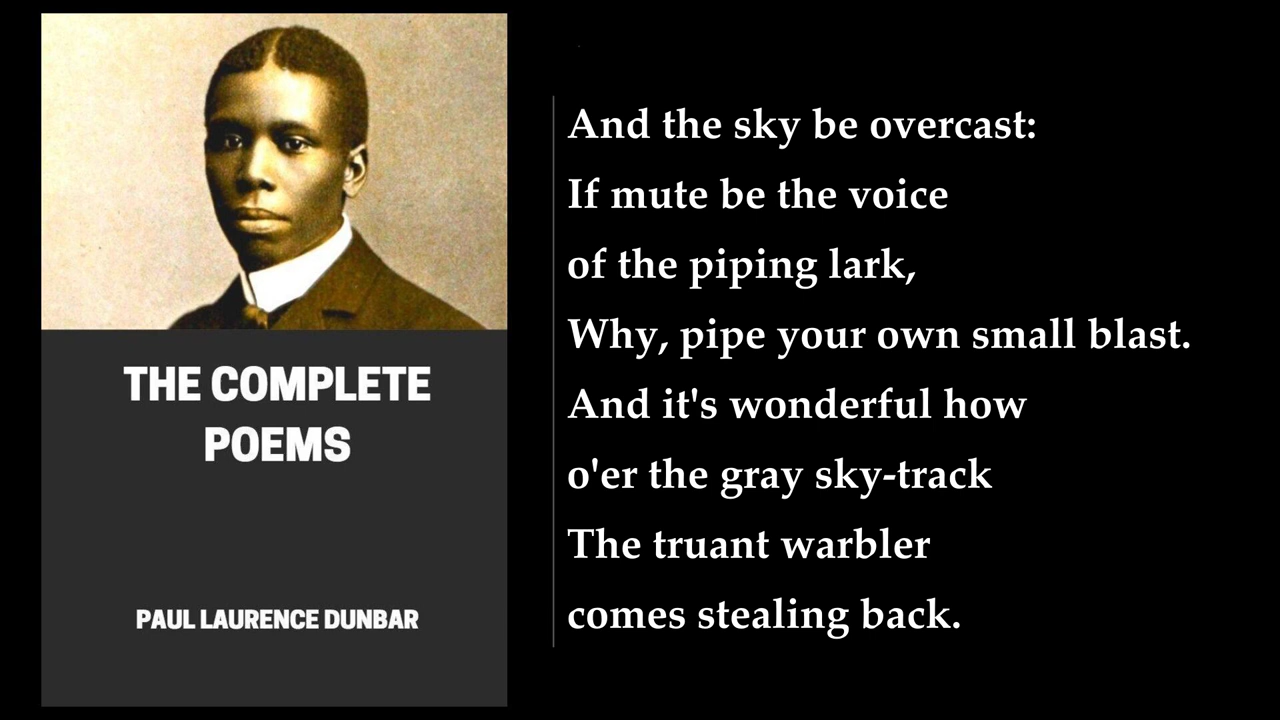 THE COMPLETE
POEMS
PAUL LAURENCE DUNBAR
And the sky be overcast:
If mute be the voice
of the piping lark,
Why, pipe your own small blast.
And it's wonderful how
o'er the gray sky-track
The truant warbler
comes stealing back.